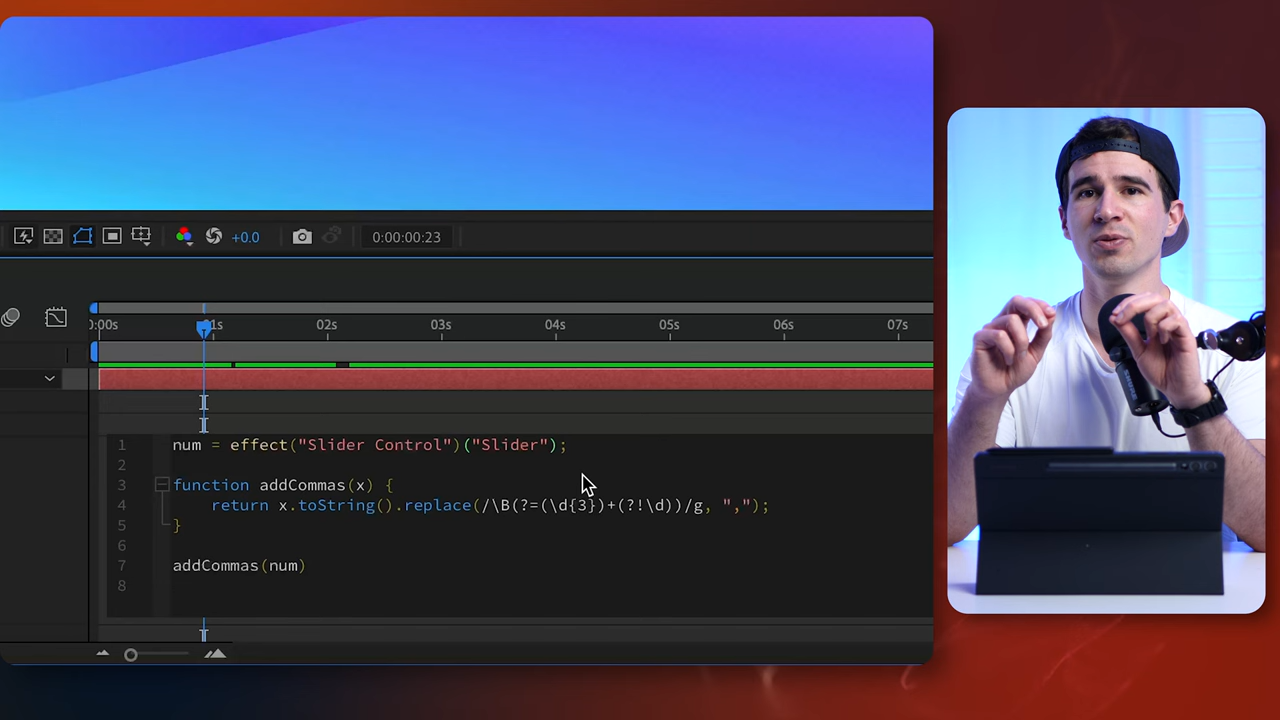 +0.0
0:00:00:23
0:00s 01s 02s 03s 04s 05s 06s 07s
1 num = effect("Slider Control")("Slider");
2
3 function addCommas(x) {
4 return x.toString().replace(/\B(?=(\d{3})+(?!\d))/g, ",");
5 }
6
7 addCommas(num)
8